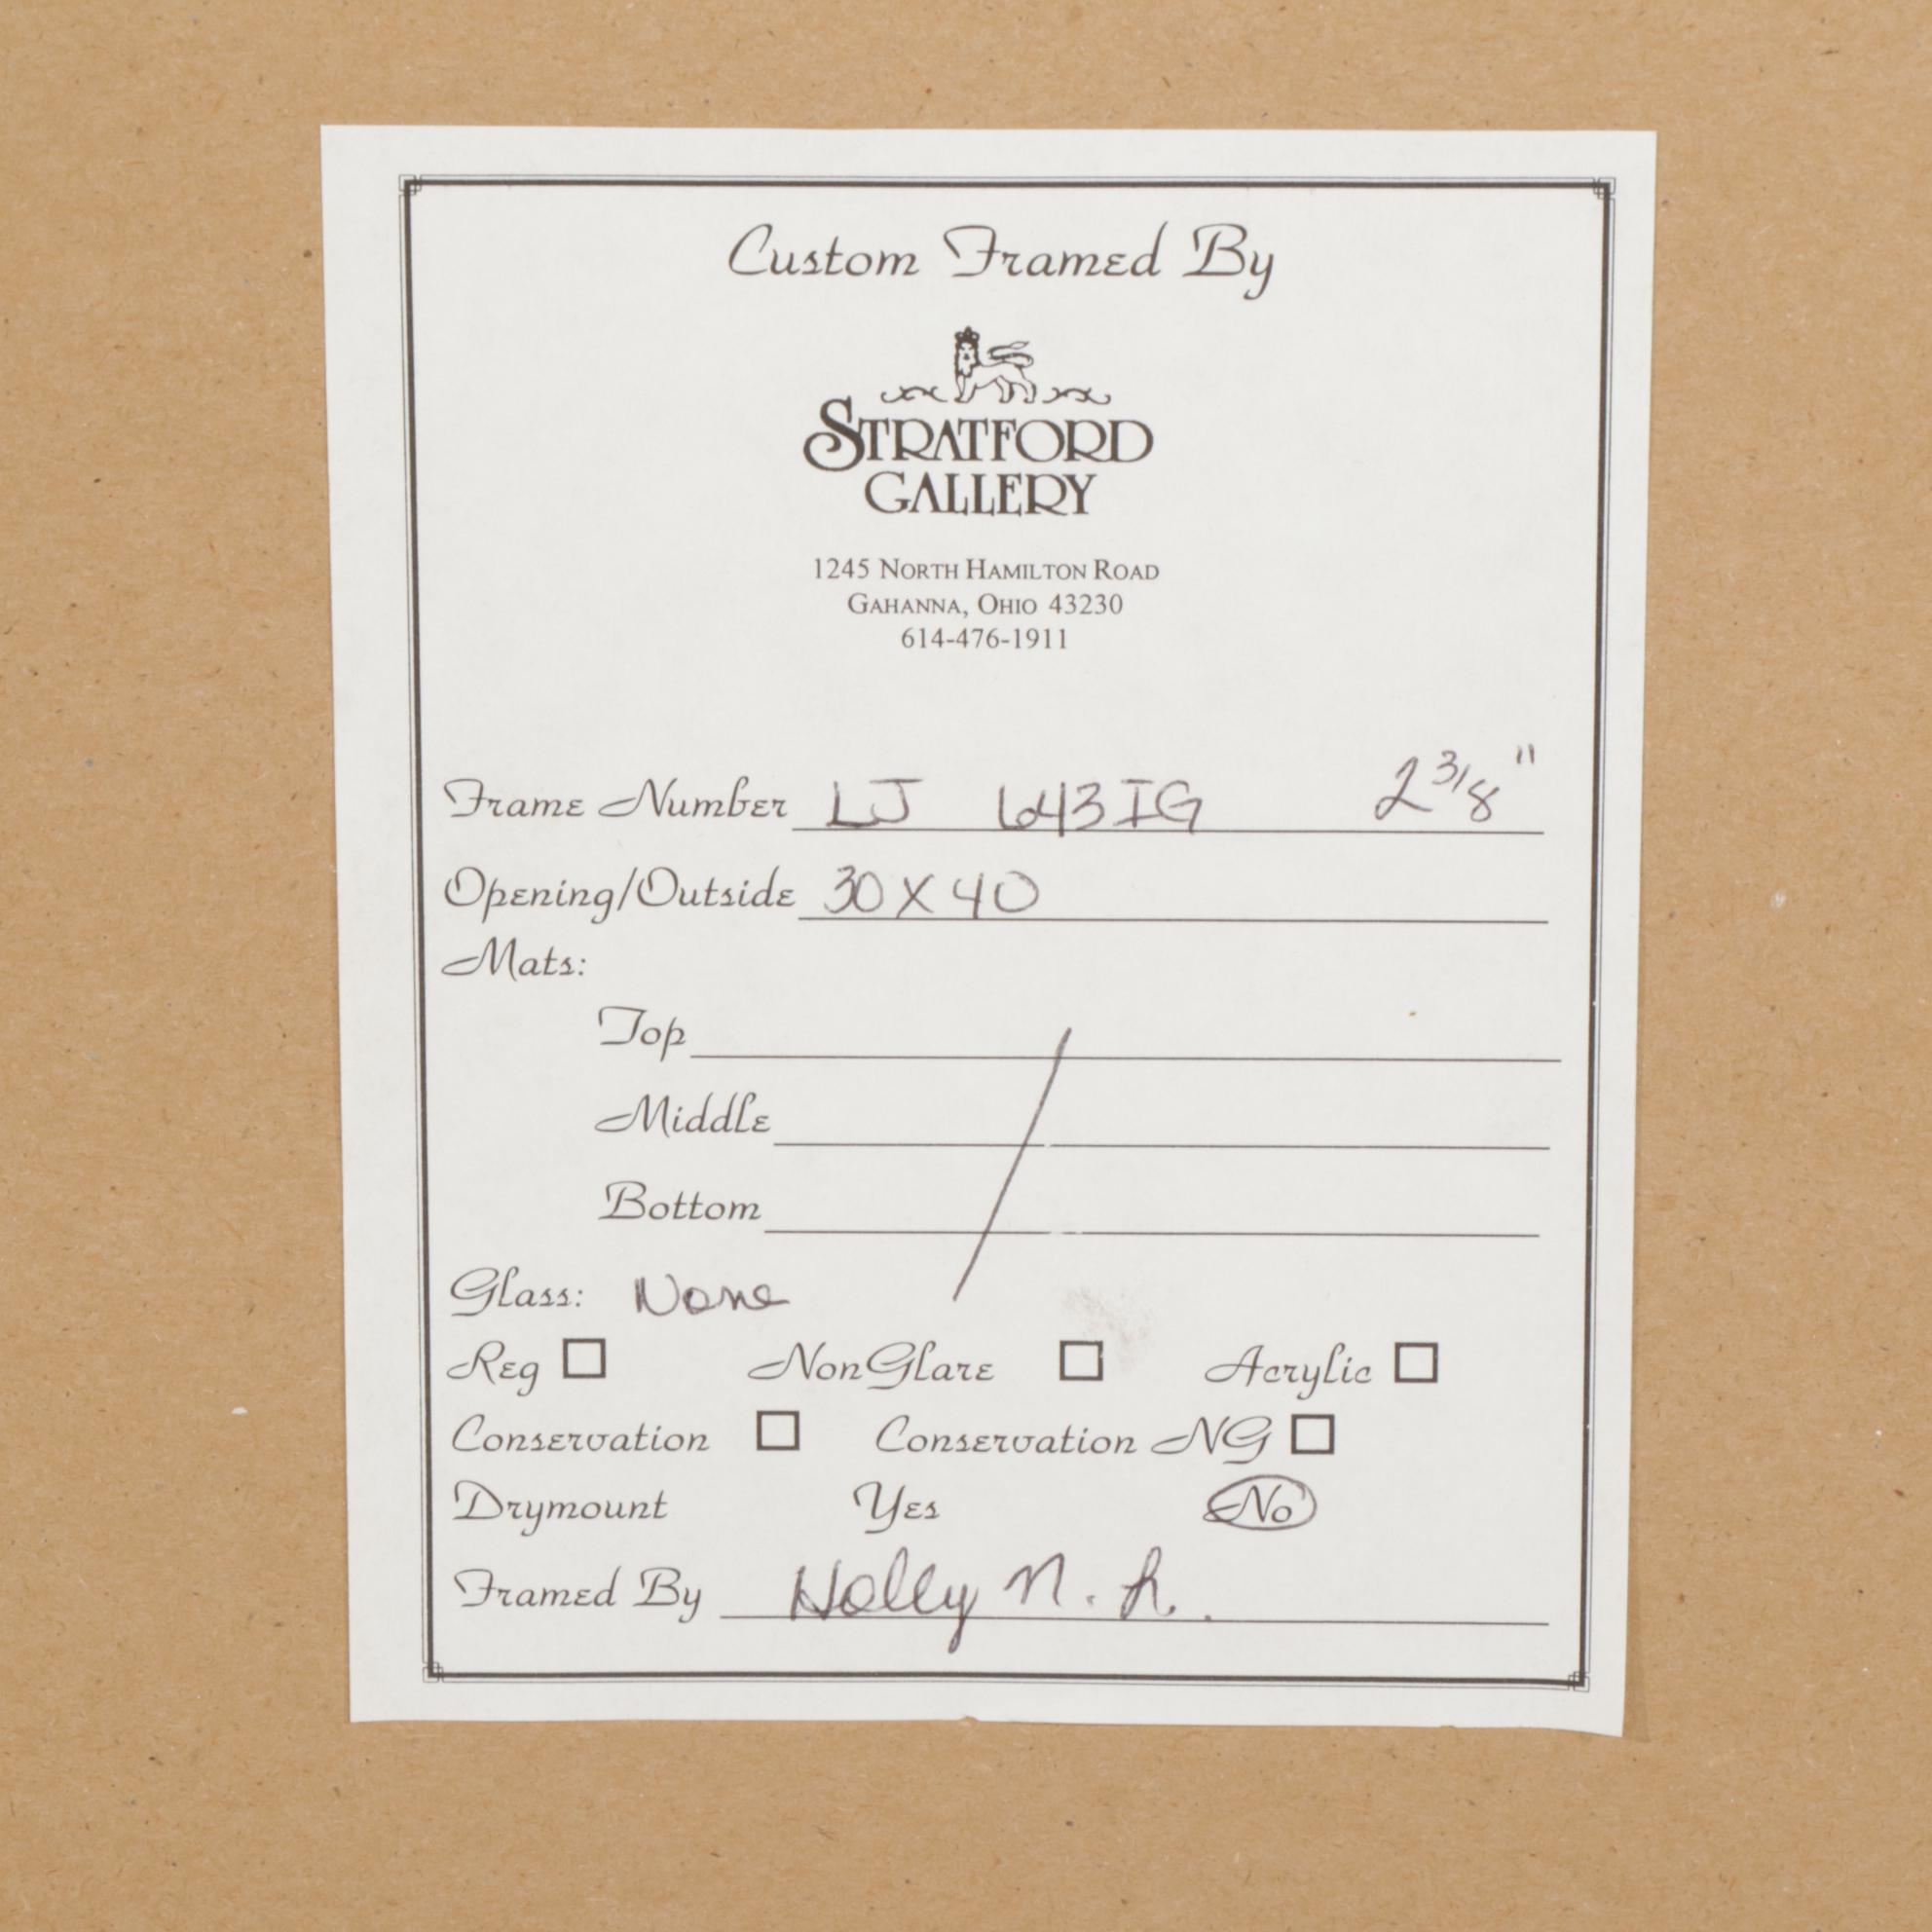 Custom Framed By
STRATFORD
GALLERY
1245 NORTH HAMILTON ROAD
GAHANNA, OHIO 43230
614-476-1911
Frame Number LJ 643IG 2 3/8"
Opening/Outside 30 X 40
Mats:
Top
Middle
Bottom
Glass: None
Reg NonGlare Acrylic
Conservation Conservation NG
Drymount Yes No
Framed By Holly N.